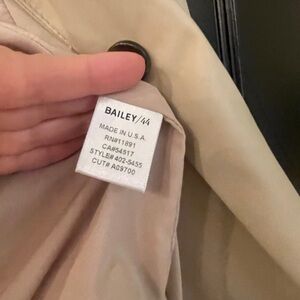 BAILEY/44
MADE IN U.S.A.
RN#11891
CA#54517
STYLE# 402-5455
CUT# A09700